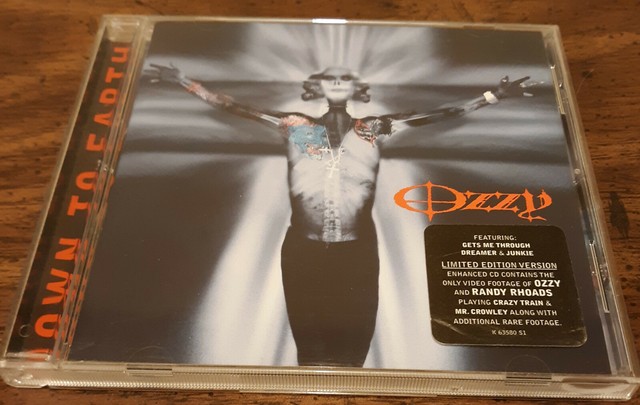 DOWN TO EARTH
OZZY
FEATURING:
GETS ME THROUGH
DREAMER & JUNKIE
LIMITED EDITION VERSION
ENHANCED CD CONTAINS THE
ONLY VIDEO FOOTAGE OF OZZY
AND RANDY RHOADS
PLAYING CRAZY TRAIN &
MR. CROWLEY ALONG WITH
ADDITIONAL RARE FOOTAGE.
K 63580 S1